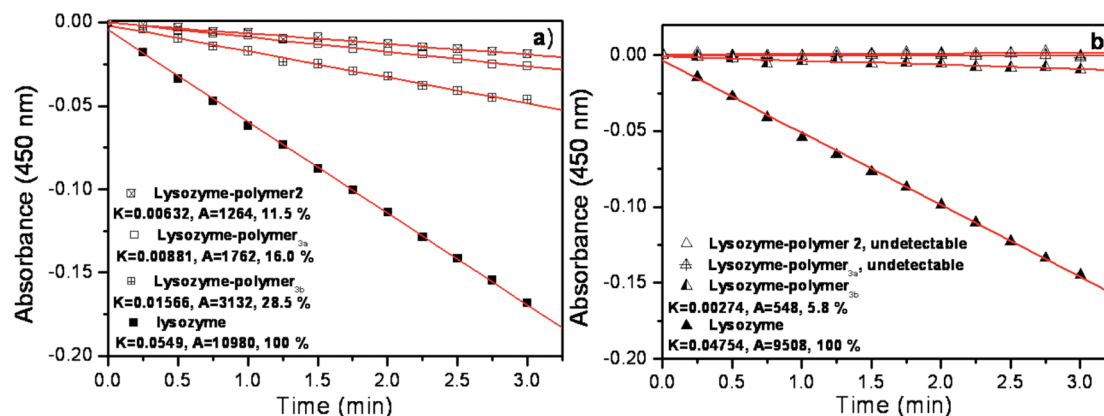 a)
0.00
-0.05
-0.10
-0.15
-0.20
Absorbance (450 nm)
Lysozyme-polymer2
K=0.00632, A=1264, 11.5 %
Lysozyme-polymer3a
K=0.00881, A=1762, 16.0 %
Lysozyme-polymer3b
K=0.01566, A=3132, 28.5 %
lysozyme
K=0.0549, A=10980, 100 %
0.0 0.5 1.0 1.5 2.0 2.5 3.0
Time (min)
b
0.00
-0.05
-0.10
-0.15
-0.20
Absorbance (450 nm)
Lysozyme-polymer 2, undetectable
Lysozyme-polymer3a, undetectable
Lysozyme-polymer3b
K=0.00274, A=548, 5.8 %
Lysozyme
K=0.04754, A=9508, 100 %
0.0 0.5 1.0 1.5 2.0 2.5 3.0
Time (min)